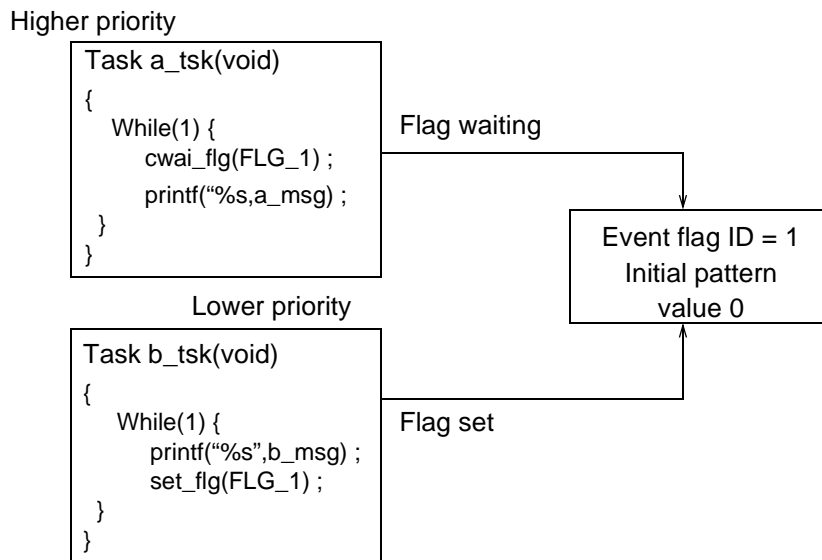 Higher priority
Task a_tsk(void)
{
While(1) {
cwai_flg(FLG_1) ;
printf(“%s,a_msg) ;
}
}
Flag waiting
Event flag ID = 1
Initial pattern
value 0
Lower priority
Task b_tsk(void)
{
While(1) {
printf(“%s”,b_msg) ;
set_flg(FLG_1) ;
}
}
Flag set